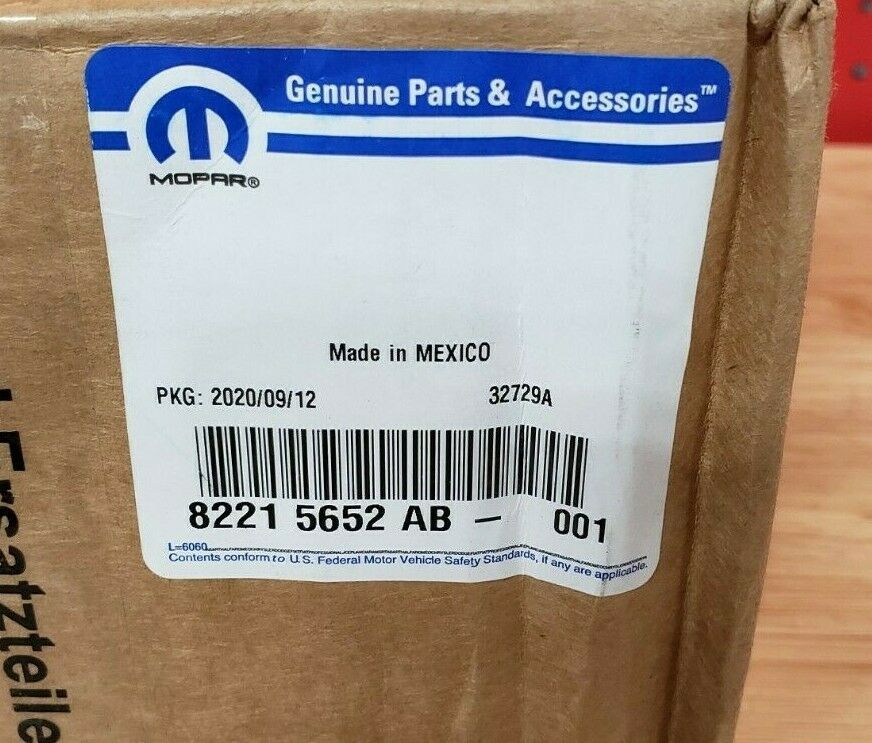 Genuine Parts & Accessories™
MOPAR®
Made in MEXICO
PKG: 2020/09/12 32729A
8221 5652 AB - 001
L=6060
Contents conform to U.S. Federal Motor Vehicle Safety Standards, if any are applicable.
Ersatzteile